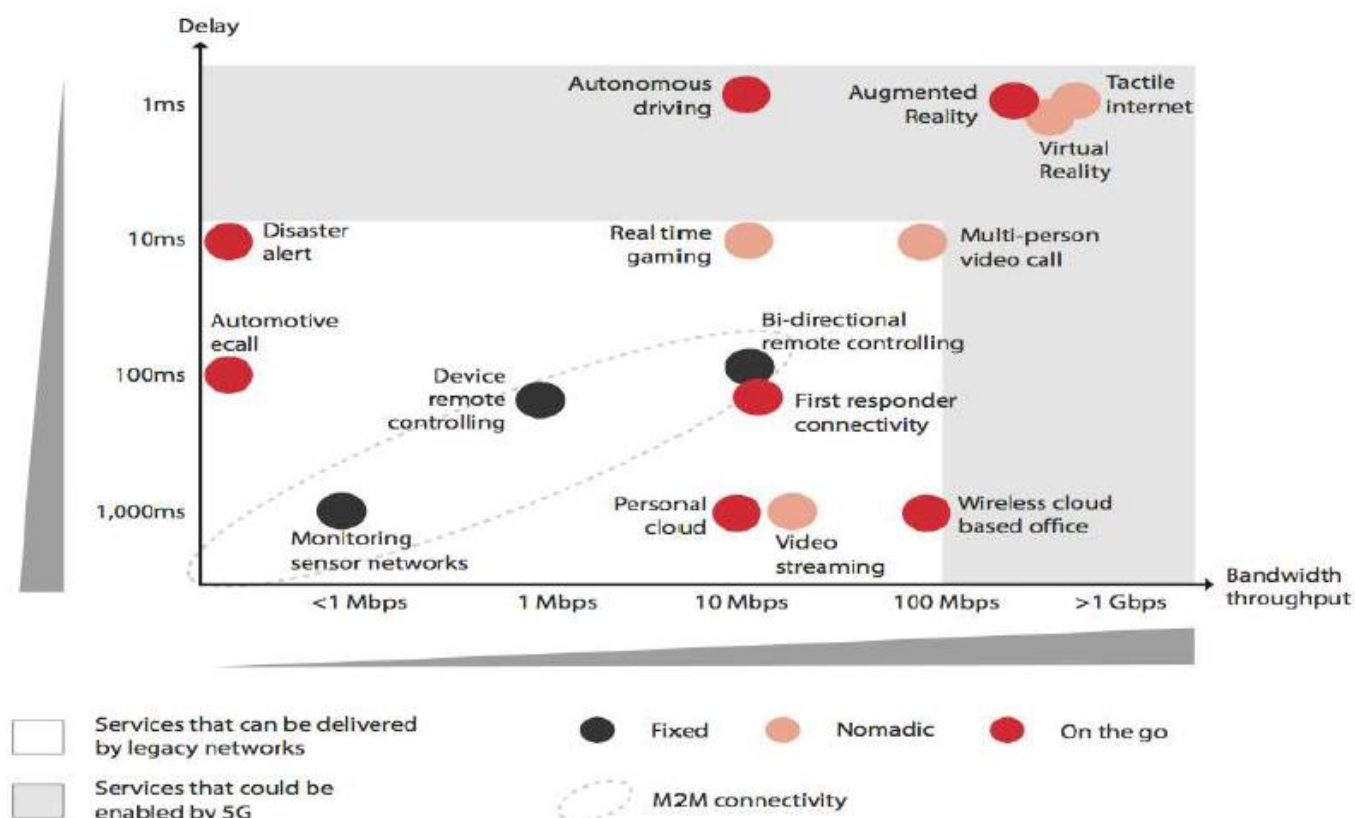 Delay
1ms
10ms
100ms
1,000ms
Autonomous
driving
Augmented
Reality
Tactile
internet
Virtual
Reality
Disaster
alert
Real time
gaming
Multi-person
video call
Automotive
ecall
Bi-directional
remote controlling
Device
remote
controlling
First responder
connectivity
Monitoring
sensor networks
Personal
cloud
Video
streaming
Wireless cloud
based office
<1 Mbps
1 Mbps
10 Mbps
100 Mbps
>1 Gbps
Bandwidth
throughput
Services that can be delivered
by legacy networks
Fixed
Nomadic
On the go
Services that could be
enabled by 5G
M2M connectivity